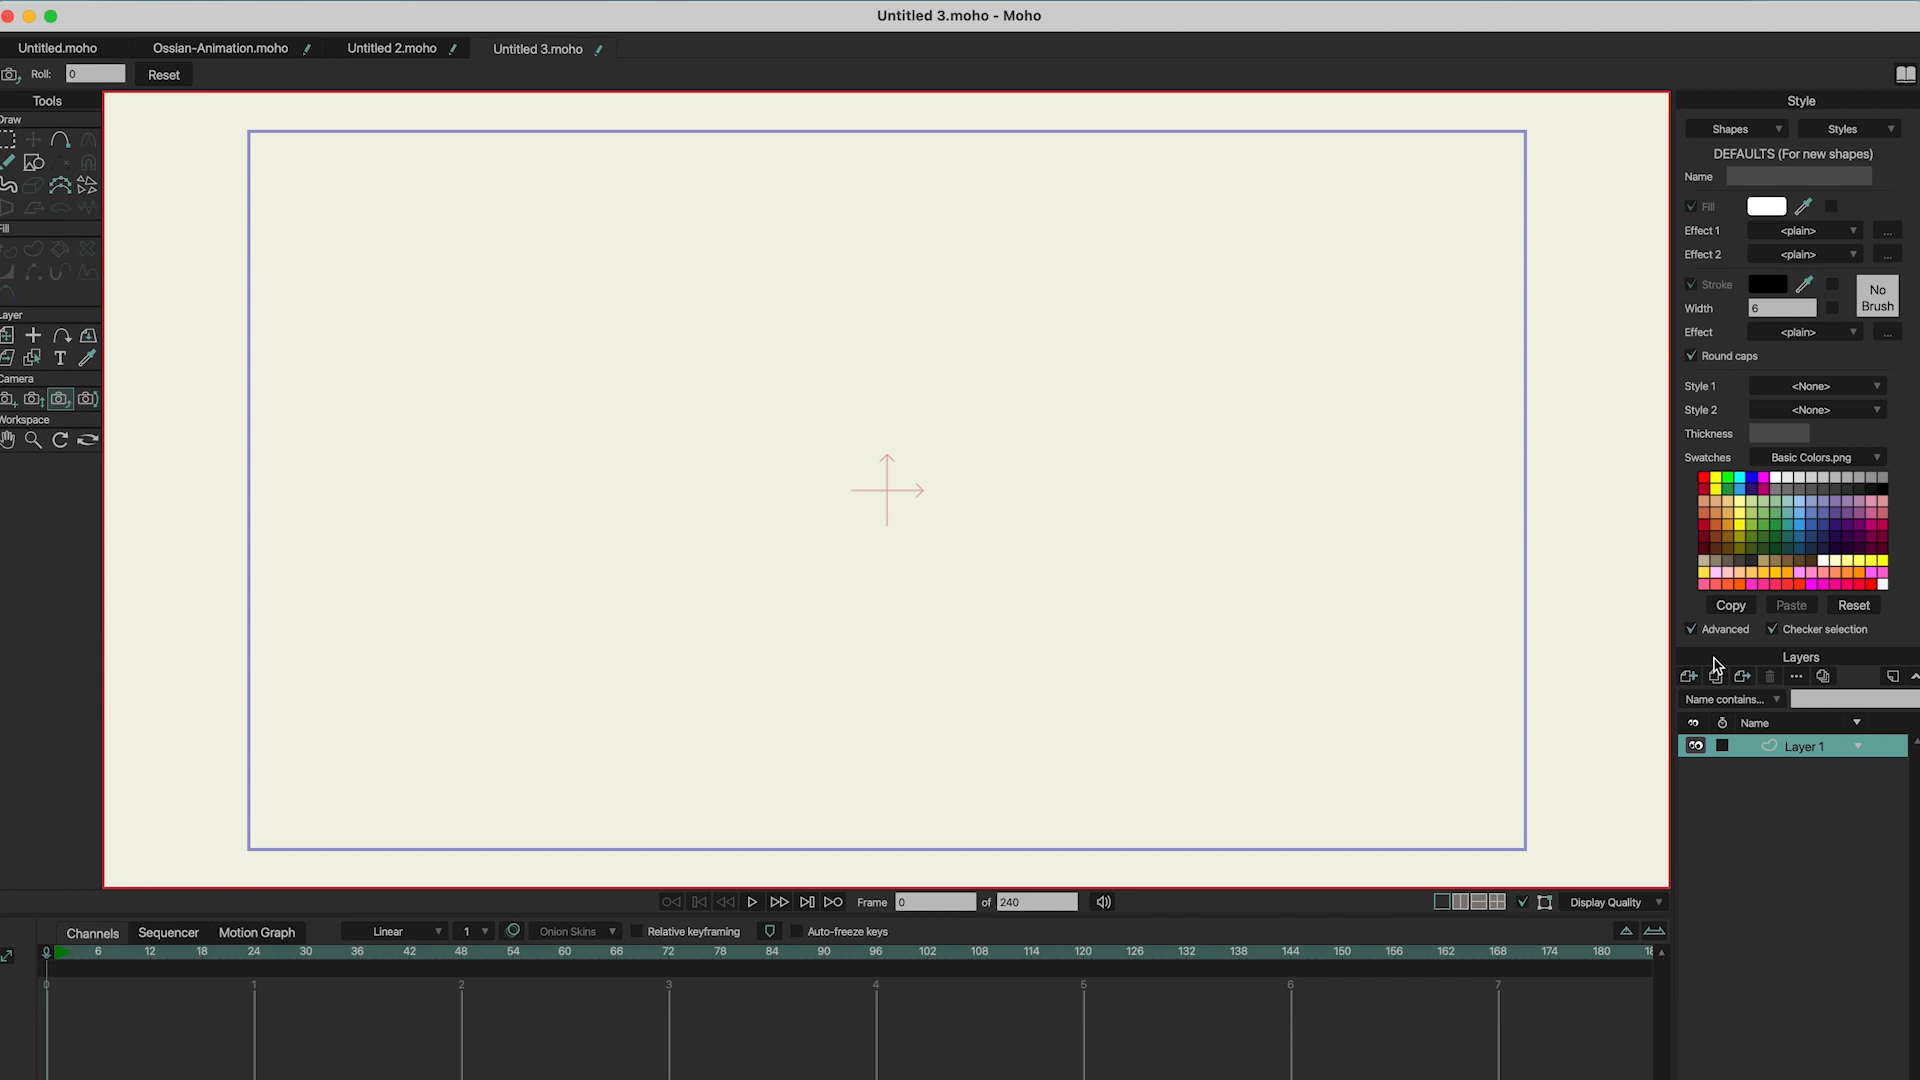 Untitled 3.moho - Moho
Untitled.moho Ossian-Animation.moho Untitled 2.moho Untitled 3.moho
Roll: 0 Reset
Tools
Draw
Fill
Layer
T
Camera
Workspace
Style
Shapes Styles
DEFAULTS (For new shapes)
Name
Fill
Effect 1 <plain> ...
Effect 2 <plain> ...
Stroke
No Brush
Width 6
Effect <plain> ...
Round caps
Style 1 <None>
Style 2 <None>
Thickness
Swatches Basic Colors.png
Copy Paste Reset
Advanced Checker selection
Layers
Name contains...
Name
Layer 1
Frame 0 of 240 Display Quality
Channels Sequencer Motion Graph Linear 1 Onion Skins Relative keyframing Auto-freeze keys
0 6 12 18 24 30 36 42 48 54 60 66 72 78 84 90 96 102 108 114 120 126 132 138 144 150 156 162 168 174 180
0 1 2 3 4 5 6 7